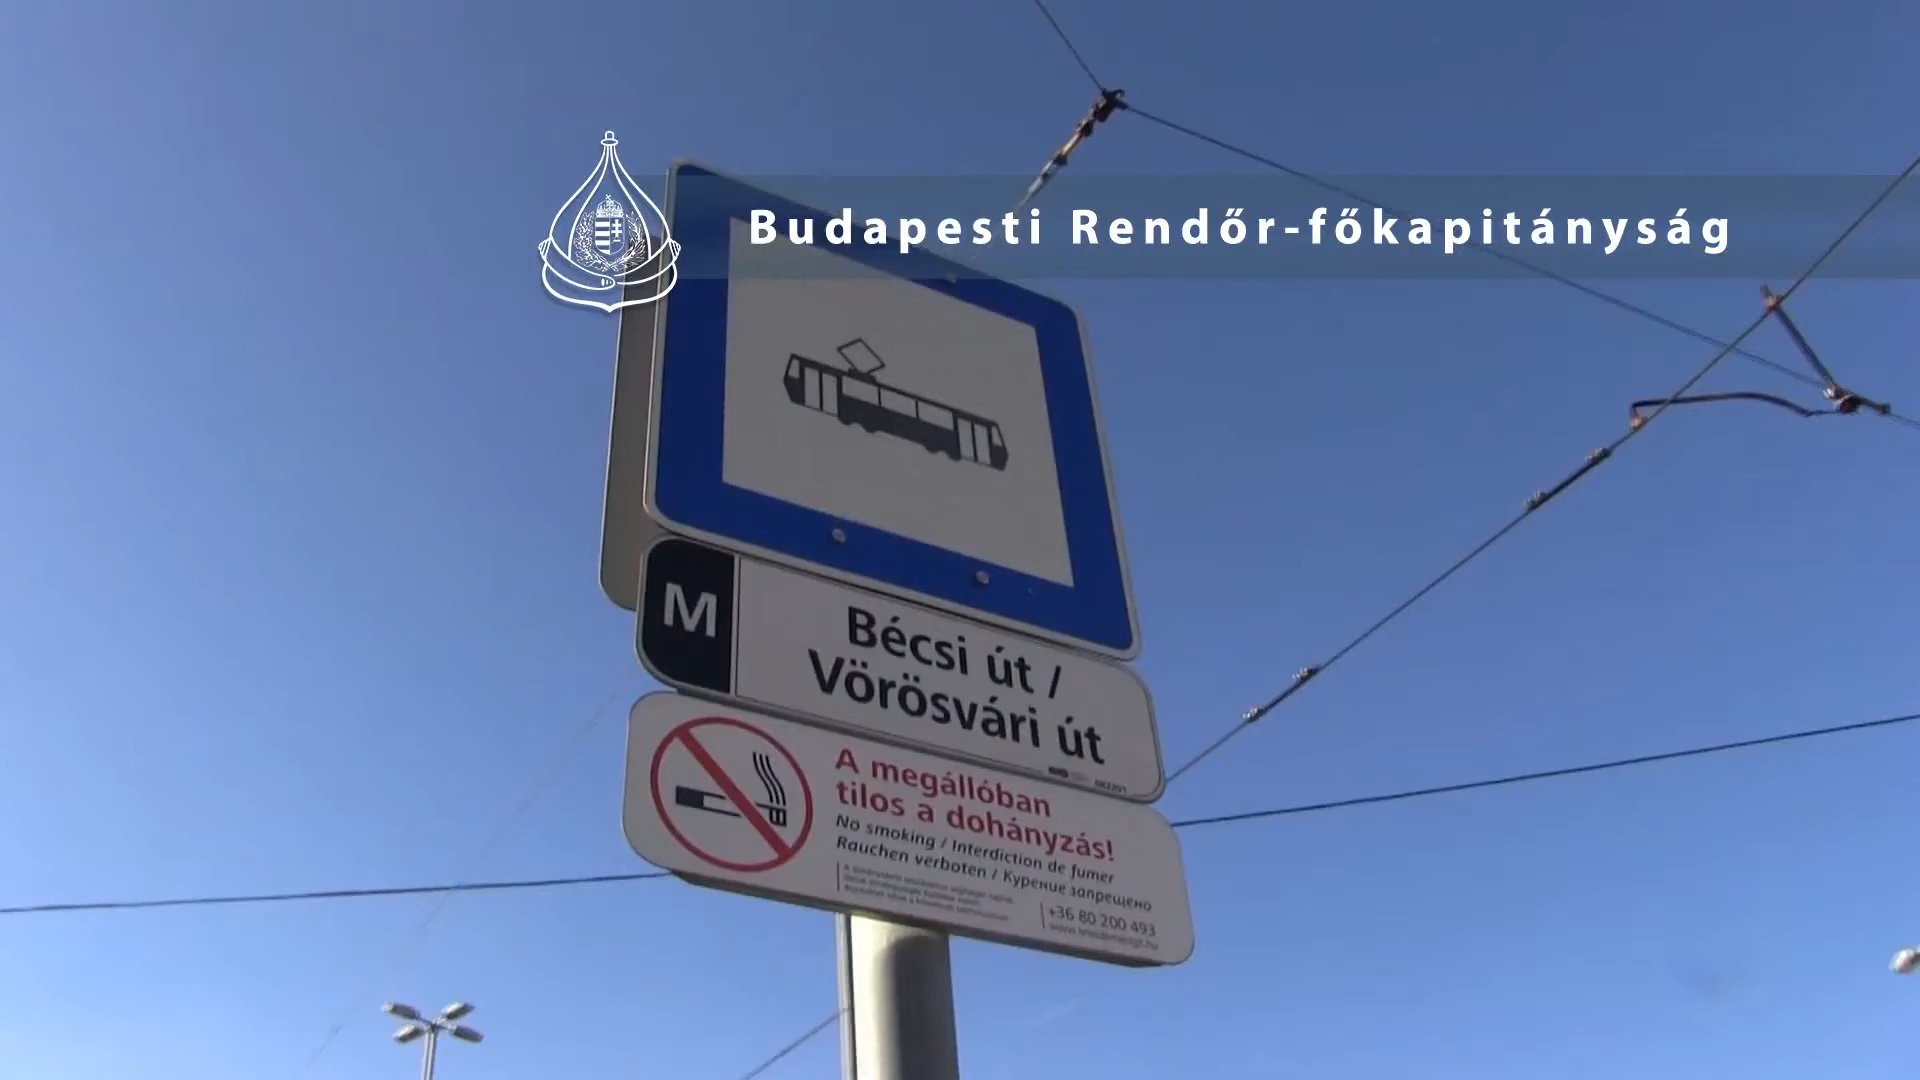 Budapesti Rendőr-főkapitányság
M
Bécsi út /
Vörösvári út
A megállóban
tilos a dohányzás!
No smoking / Interdiction de fumer
Rauchen verboten / Курение запрещено
+36 80 200 493